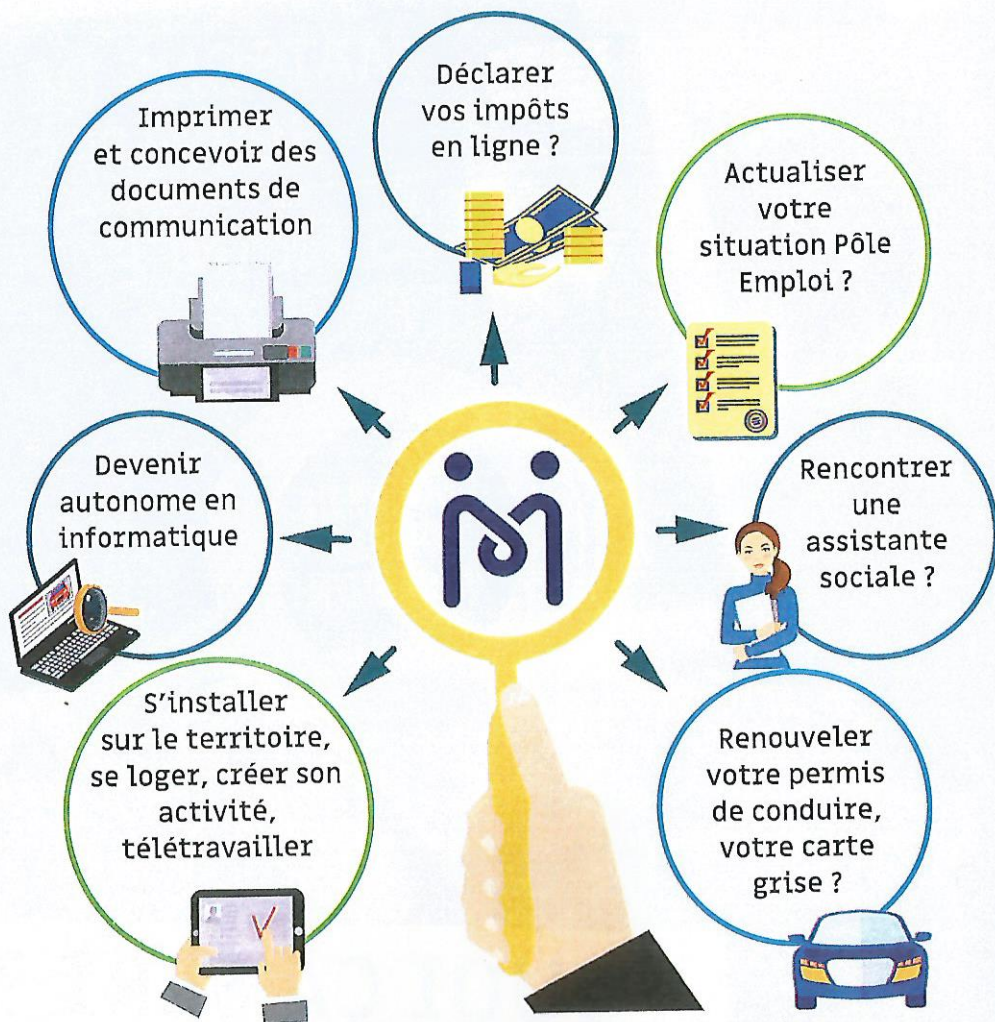 Déclarer
vos impôts
en ligne ?
Imprimer
et concevoir des
documents de
communication
Actualiser
votre
situation Pôle
Emploi ?
Devenir
autonome en
informatique
Rencontrer
une
assistante
sociale ?
S'installer
sur le territoire,
se loger, créer son
activité,
télétravailler
Renouveler
votre permis
de conduire,
votre carte
grise ?